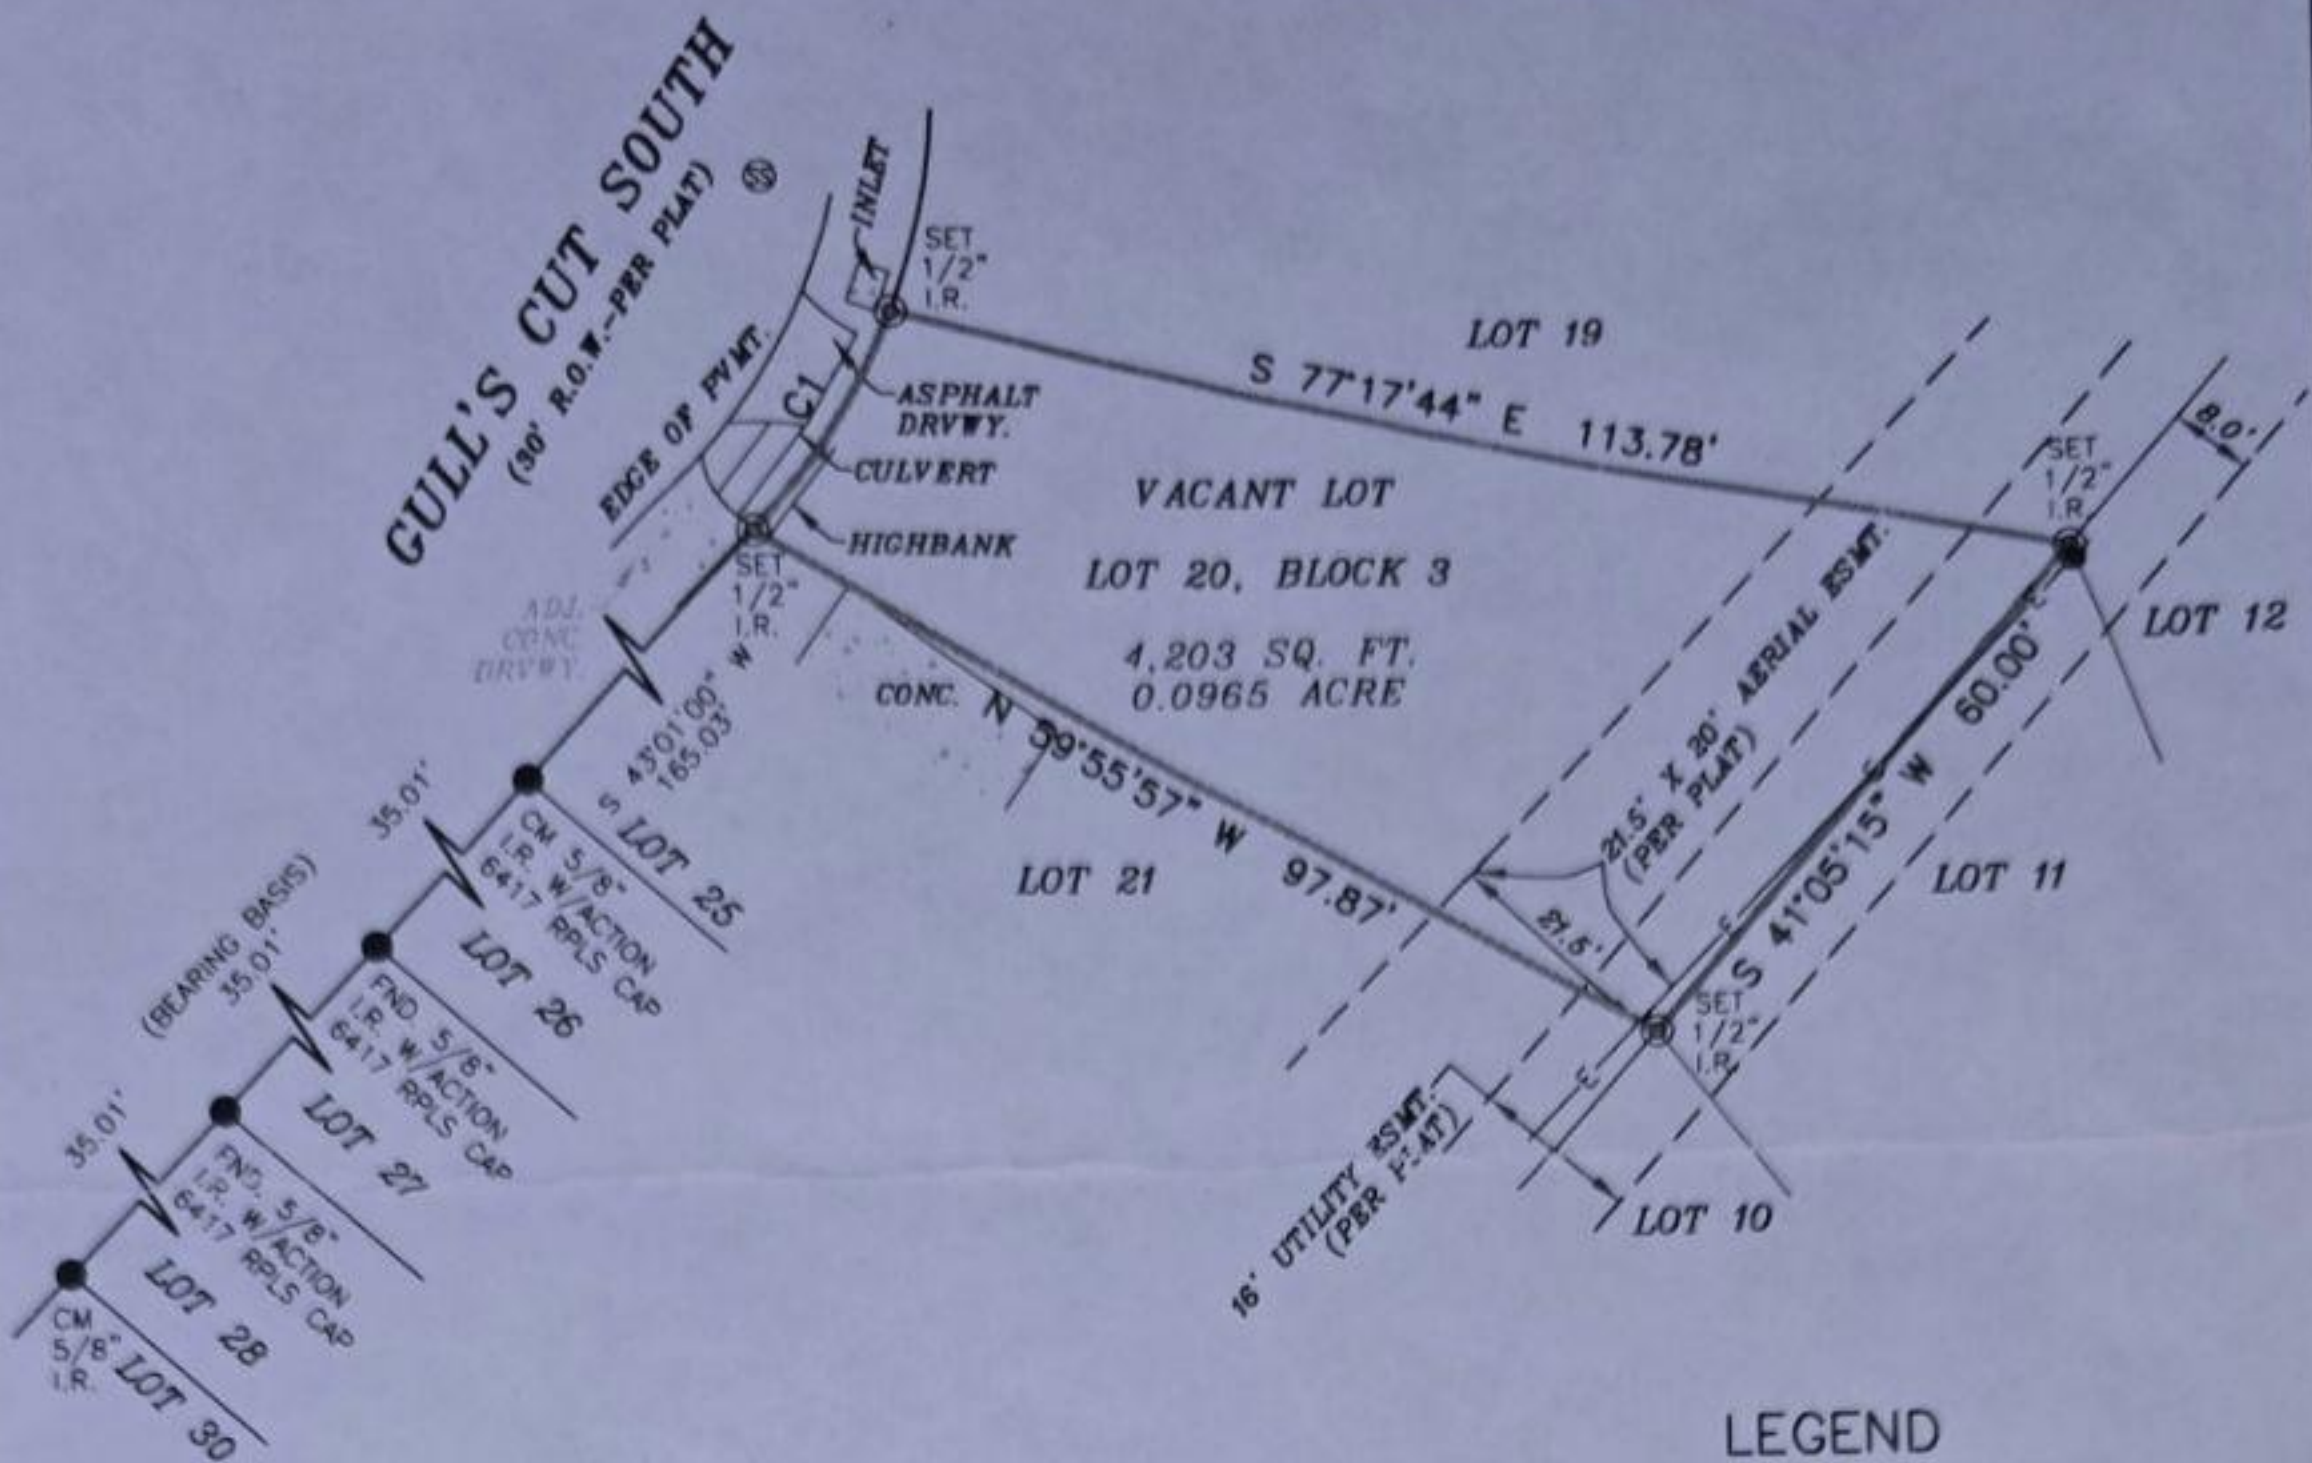 GULL'S CUT SOUTH
(30' R.O.W.-PER PLAT)
SS
INLET
EDGE OF PVMT.
C1
SET
1/2"
I.R.
ASPHALT
DRVWY.
CULVERT
HIGHBANK
LOT 19
S 77°17'44" E 113.78'
VACANT LOT
LOT 20, BLOCK 3
4,203 SQ. FT.
0.0965 ACRE
8.0'
SET
1/2"
I.R.
LOT 12
SET
1/2"
I.R.
ADJ.
CONC.
DRVWY.
S 43°01'00" W
165.03'
CONC.
N 59°55'57" W 97.87'
LOT 21
21.5' X 20' AERIAL ESMT.
(PER PLAT)
21.5'
S 41°05'15" W 60.00'
LOT 11
SET
1/2"
I.R.
E
E
E
E
16' UTILITY ESMT.
(PER PLAT)
LOT 10
35.01'
LOT 25
CM 5/8"
I.R. W/ACTION
6417 RPLS CAP
(BEARING BASIS)
35.01'
LOT 26
FND. 5/8"
I.R. W/ACTION
6417 RPLS CAP
35.01'
LOT 27
FND. 5/8"
I.R. W/ACTION
6417 RPLS CAP
LOT 28
CM
5/8"
I.R.
LOT 30
LEGEND